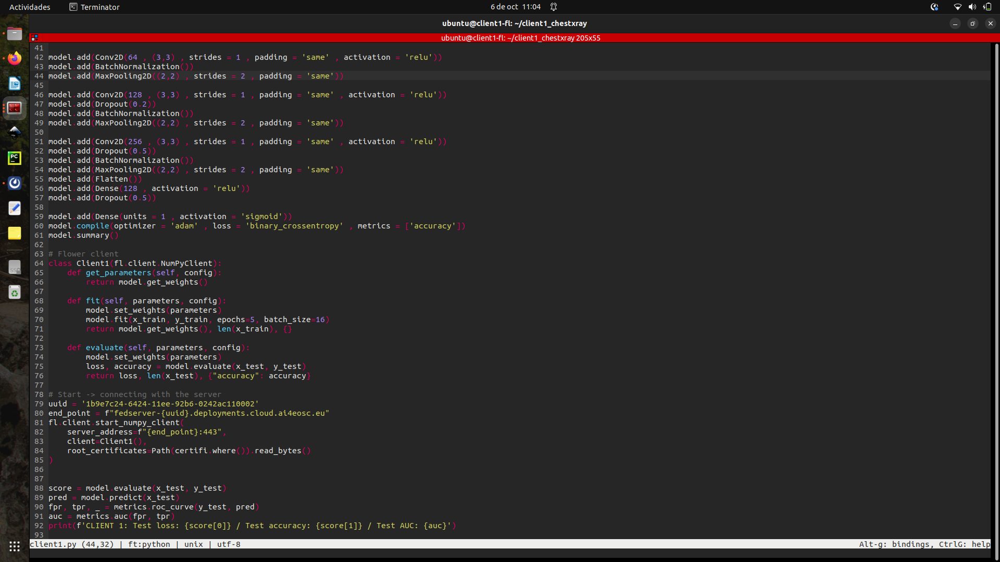 Actividades Terminator 6 de oct 11:04
ubuntu@client1-fl: ~/client1_chestxray
ubuntu@client1-fl: ~/client1_chestxray 205x55
41
42 model.add(Conv2D(64 , (3,3) , strides = 1 , padding = 'same' , activation = 'relu'))
43 model.add(BatchNormalization())
44 model.add(MaxPooling2D((2,2) , strides = 2 , padding = 'same'))
45
46 model.add(Conv2D(128 , (3,3) , strides = 1 , padding = 'same' , activation = 'relu'))
47 model.add(Dropout(0.2))
48 model.add(BatchNormalization())
49 model.add(MaxPooling2D((2,2) , strides = 2 , padding = 'same'))
50
51 model.add(Conv2D(256 , (3,3) , strides = 1 , padding = 'same' , activation = 'relu'))
52 model.add(Dropout(0.5))
53 model.add(BatchNormalization())
54 model.add(MaxPooling2D((2,2) , strides = 2 , padding = 'same'))
55 model.add(Flatten())
56 model.add(Dense(128 , activation = 'relu'))
57 model.add(Dropout(0.5))
58
59 model.add(Dense(units = 1 , activation = 'sigmoid'))
60 model.compile(optimizer = 'adam' , loss = 'binary_crossentropy' , metrics = ['accuracy'])
61 model.summary()
62
63 # Flower client
64 class Client1(fl.client.NumPyClient):
65     def get_parameters(self, config):
66         return model.get_weights()
67
68     def fit(self, parameters, config):
69         model.set_weights(parameters)
70         model.fit(x_train, y_train, epochs=5, batch_size=16)
71         return model.get_weights(), len(x_train), {}
72
73     def evaluate(self, parameters, config):
74         model.set_weights(parameters)
75         loss, accuracy = model.evaluate(x_test, y_test)
76         return loss, len(x_test), {"accuracy": accuracy}
77
78 # Start -> connecting with the server
79 uuid = '1b9e7c24-6424-11ee-92b6-0242ac110002'
80 end_point = f"fedserver-{uuid}.deployments.cloud.ai4eosc.eu"
81 fl.client.start_numpy_client(
82     server_address=f"{end_point}:443",
83     client=Client1(),
84     root_certificates=Path(certifi.where()).read_bytes()
85 )
86
87
88 score = model.evaluate(x_test, y_test)
89 pred = model.predict(x_test)
90 fpr, tpr, _ = metrics.roc_curve(y_test, pred)
91 auc = metrics.auc(fpr, tpr)
92 print(f'CLIENT 1: Test loss: {score[0]} / Test accuracy: {score[1]} / Test AUC: {auc}')
93
client1.py (44,32) | ft:python | unix | utf-8 Alt-g: bindings, CtrlG: help
PC